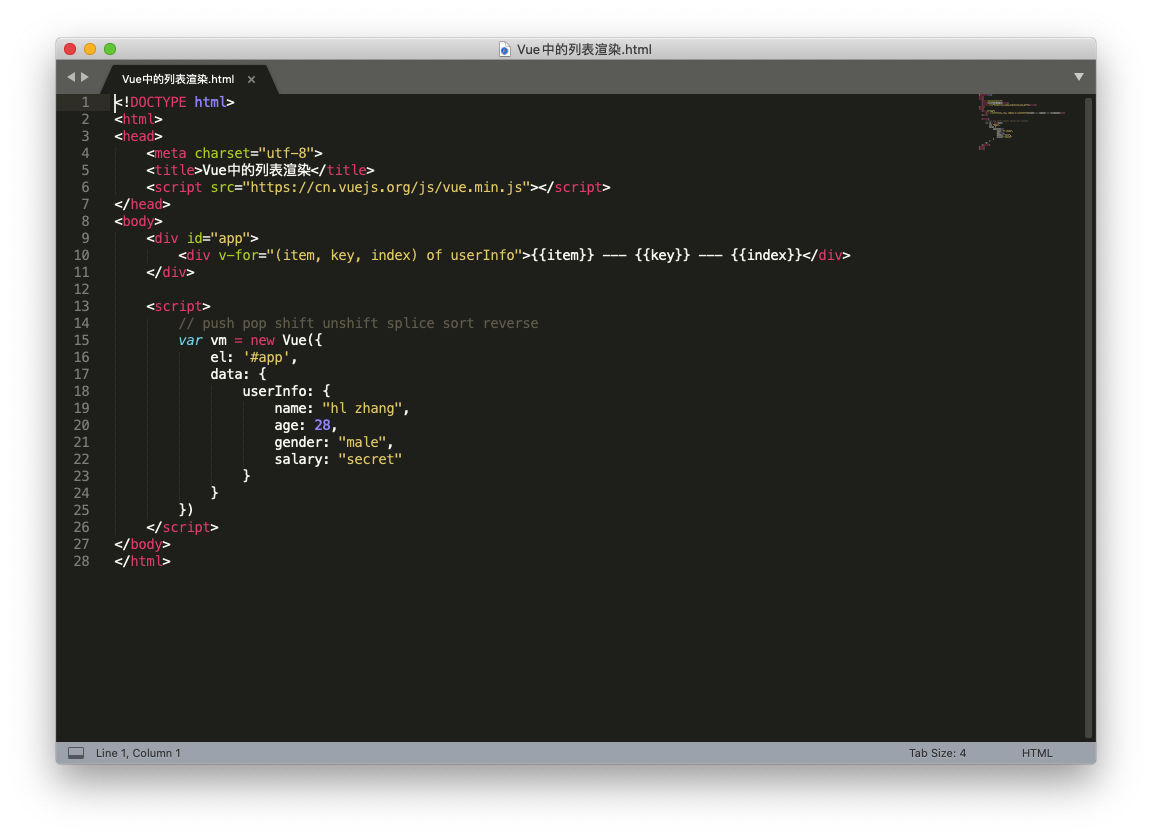 Vue中的列表渲染.html
Vue中的列表渲染.html ×
1 <!DOCTYPE html>
2 <html>
3 <head>
4     <meta charset="utf-8">
5     <title>Vue中的列表渲染</title>
6     <script src="https://cn.vuejs.org/js/vue.min.js"></script>
7 </head>
8 <body>
9     <div id="app">
10         <div v-for="(item, key, index) of userInfo">{{item}} --- {{key}} --- {{index}}</div>
11     </div>
12
13     <script>
14         // push pop shift unshift splice sort reverse
15         var vm = new Vue({
16             el: '#app',
17             data: {
18                 userInfo: {
19                     name: "hl zhang",
20                     age: 28,
21                     gender: "male",
22                     salary: "secret"
23                 }
24             }
25         })
26     </script>
27 </body>
28 </html>
Line 1, Column 1 Tab Size: 4 HTML